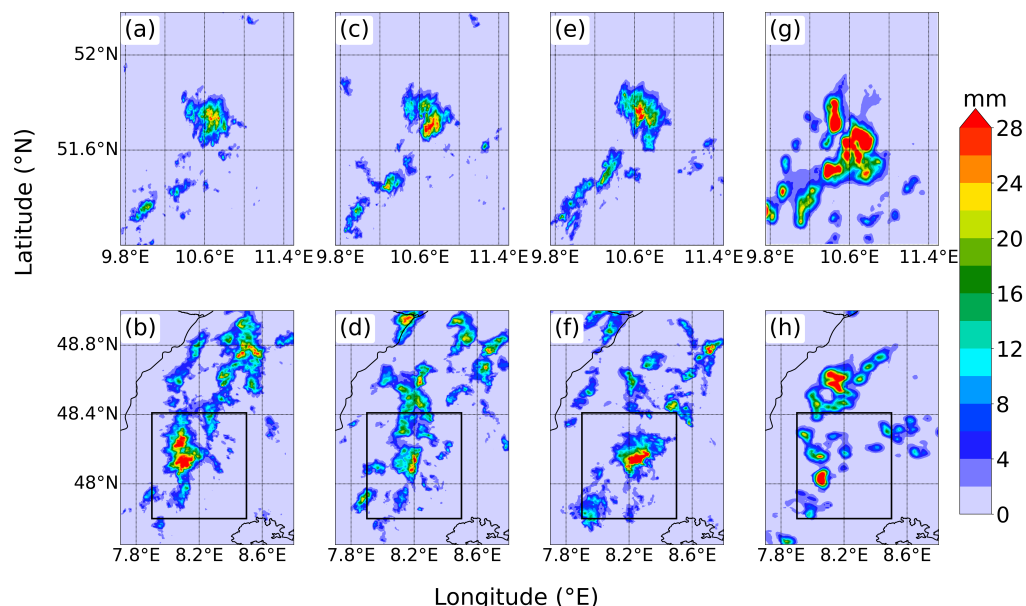 (a) (c) (e) (g)
52°N
51.6°N
Latitude (°N)
9.8°E 10.6°E 11.4°E 9.8°E 10.6°E 11.4°E 9.8°E 10.6°E 11.4°E 9.8°E 10.6°E 11.4°E
mm
28
24
20
16
12
8
4
0
(b) (d) (f) (h)
48.8°N
48.4°N
48°N
7.8°E 8.2°E 8.6°E 7.8°E 8.2°E 8.6°E 7.8°E 8.2°E 8.6°E 7.8°E 8.2°E 8.6°E
Longitude (°E)